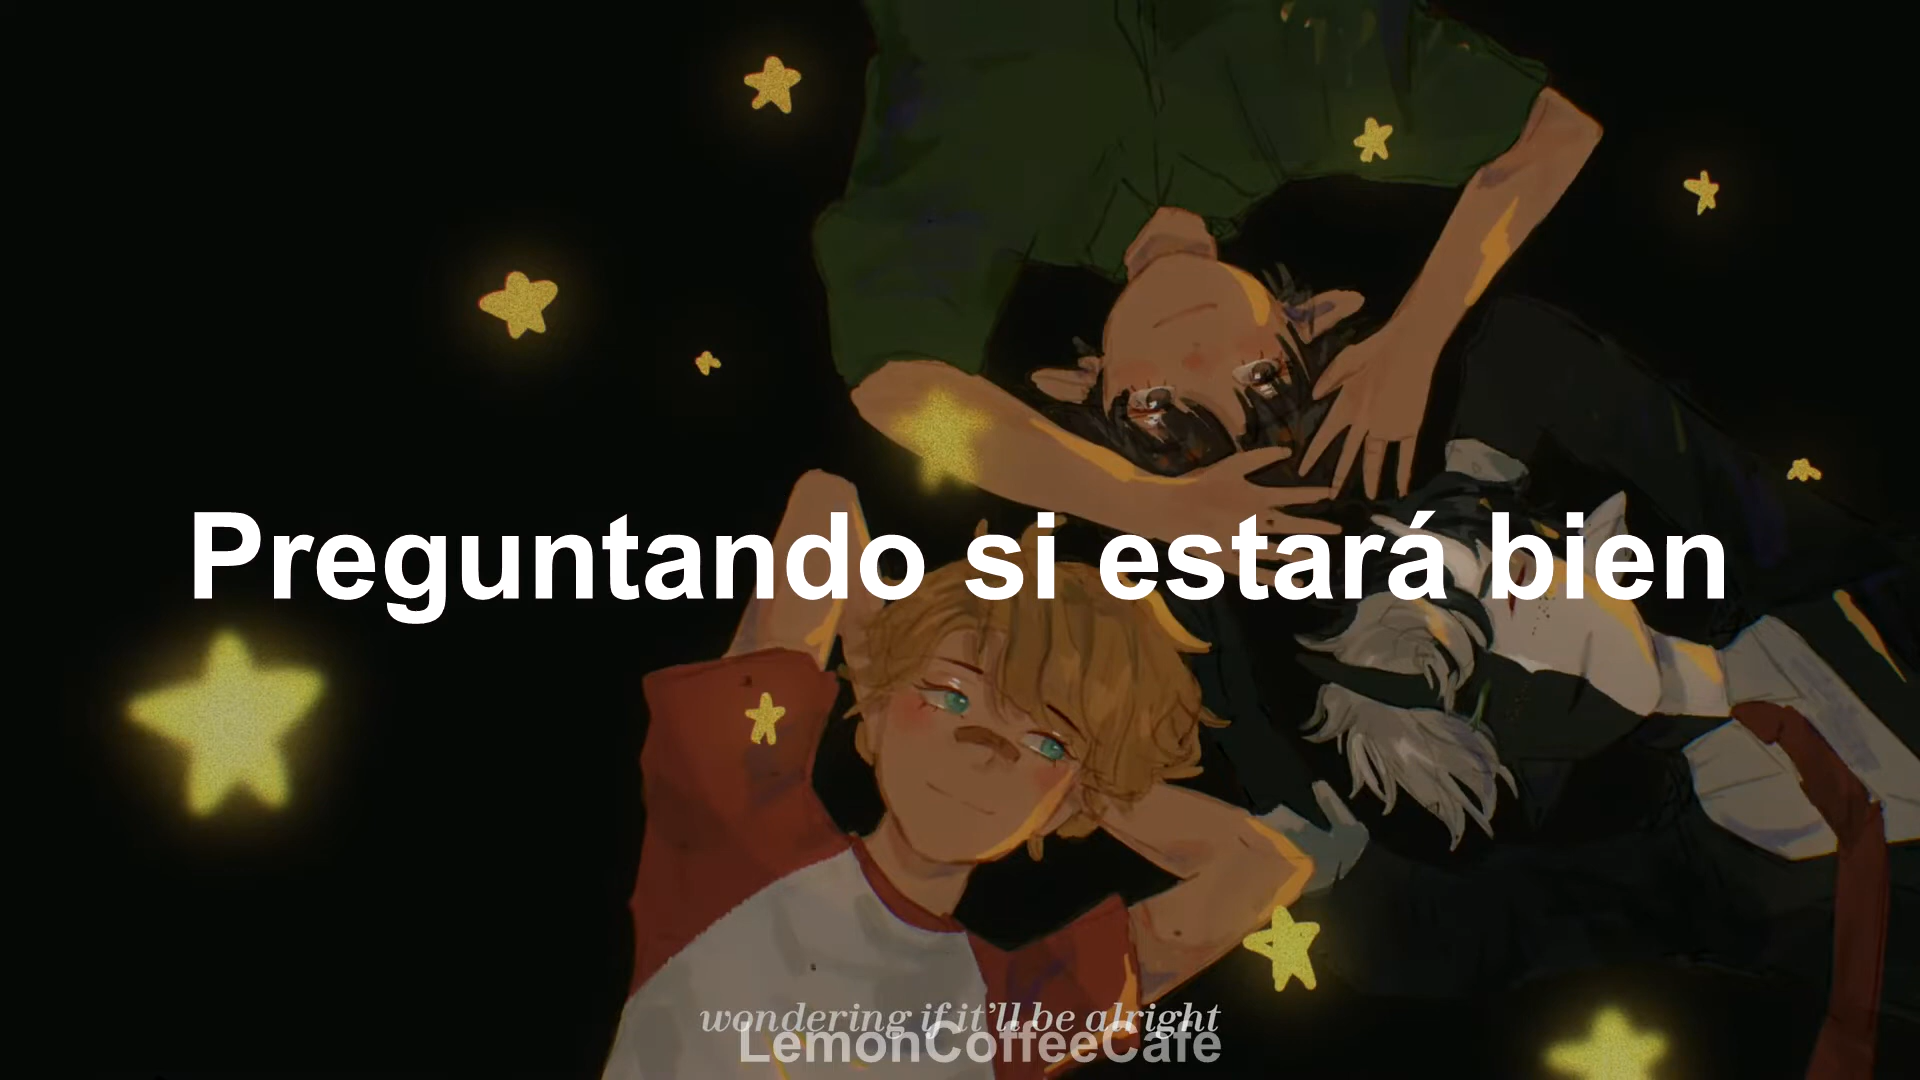 Preguntando si estará bien
wondering if it'll be alright
LemonCoffeeCafe